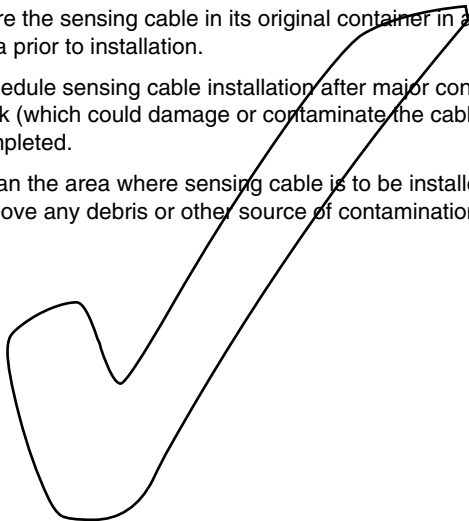 re the sensing cable in its original container in a
a prior to installation.
edule sensing cable installation after major con
k (which could damage or contaminate the cabl
pleted.
an the area where sensing cable is to be installe
ove any debris or other source of contamination